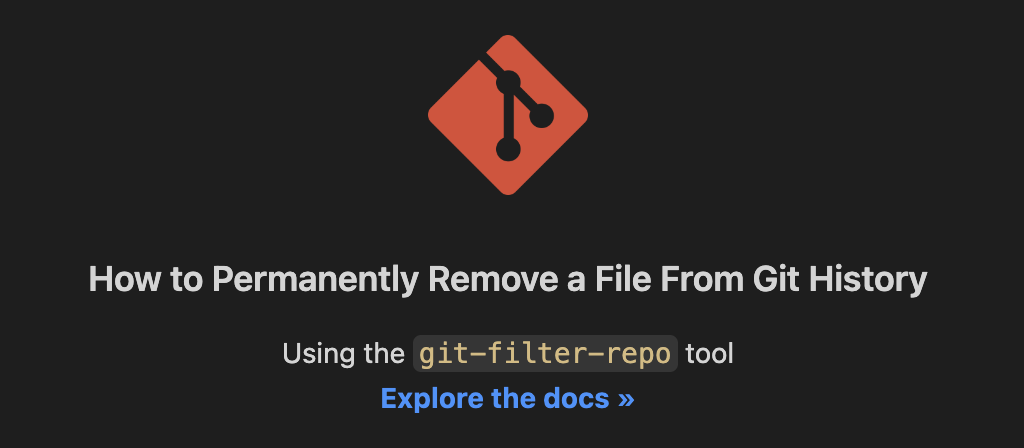 How to Permanently Remove a File From Git History
Using the git-filter-repo tool
Explore the docs »